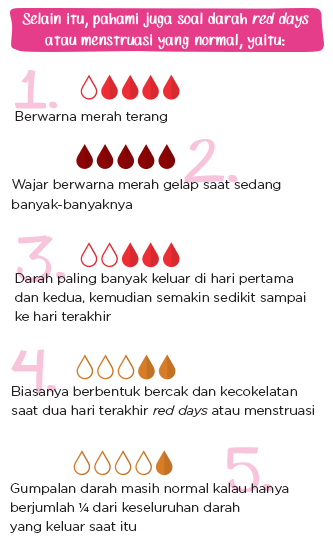 Selain itu, pahami juga soal darah red days
atau menstruasi yang normal, yaitu:
1.
Berwarna merah terang
2.
Wajar berwarna merah gelap saat sedang
banyak-banyaknya
3.
Darah paling banyak keluar di hari pertama
dan kedua, kemudian semakin sedikit sampai
ke hari terakhir
4.
Biasanya berbentuk bercak dan kecokelatan
saat dua hari terakhir red days atau menstruasi
5.
Gumpalan darah masih normal kalau hanya
berjumlah ¼ dari keseluruhan darah
yang keluar saat itu